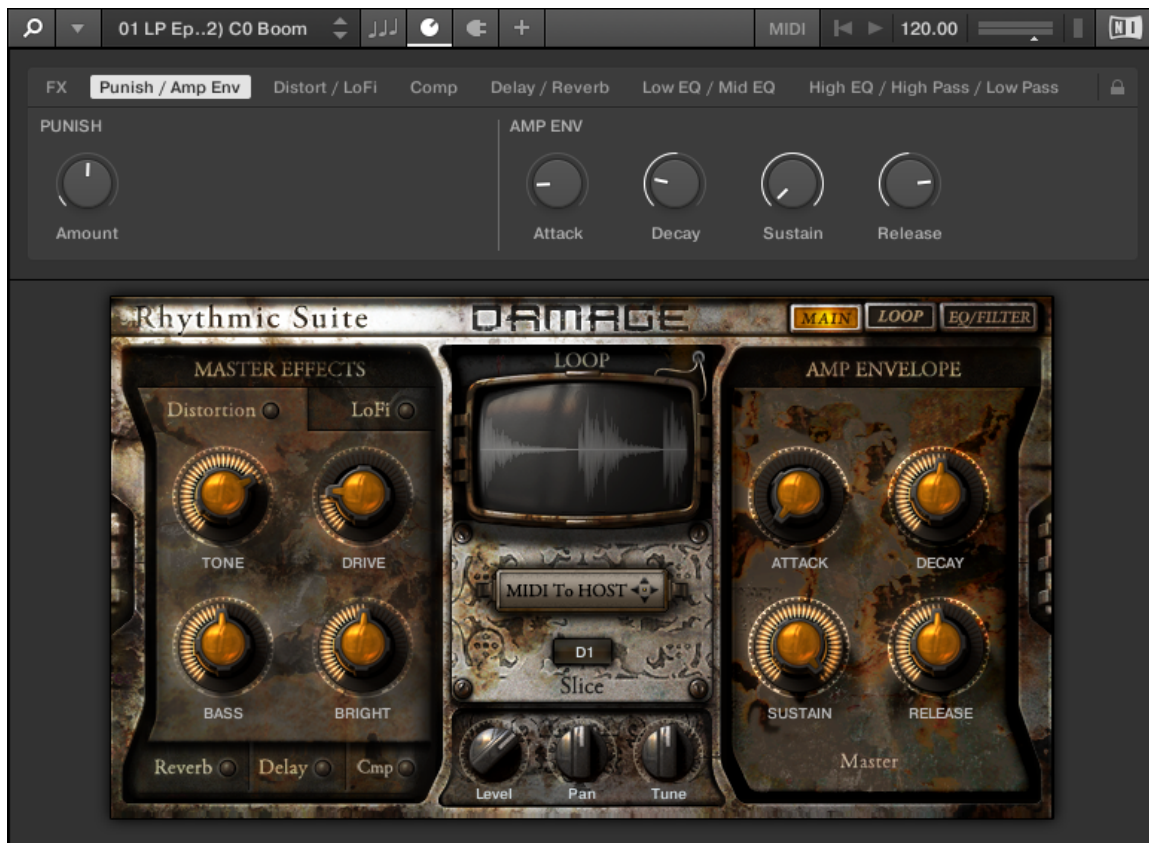 01 LP Ep..2) C0 Boom MIDI 120.00 NI
FX Punish / Amp Env Distort / LoFi Comp Delay / Reverb Low EQ / Mid EQ High EQ / High Pass / Low Pass
PUNISH AMP ENV
Amount Attack Decay Sustain Release
Rhythmic Suite DAMAGE MAIN LOOP EQ/FILTER
MASTER EFFECTS LOOP AMP ENVELOPE
Distortion LoFi
TONE DRIVE ATTACK DECAY
MIDI To HOST
D1
Slice
BASS BRIGHT SUSTAIN RELEASE
Reverb Delay Cmp Master
Level Pan Tune